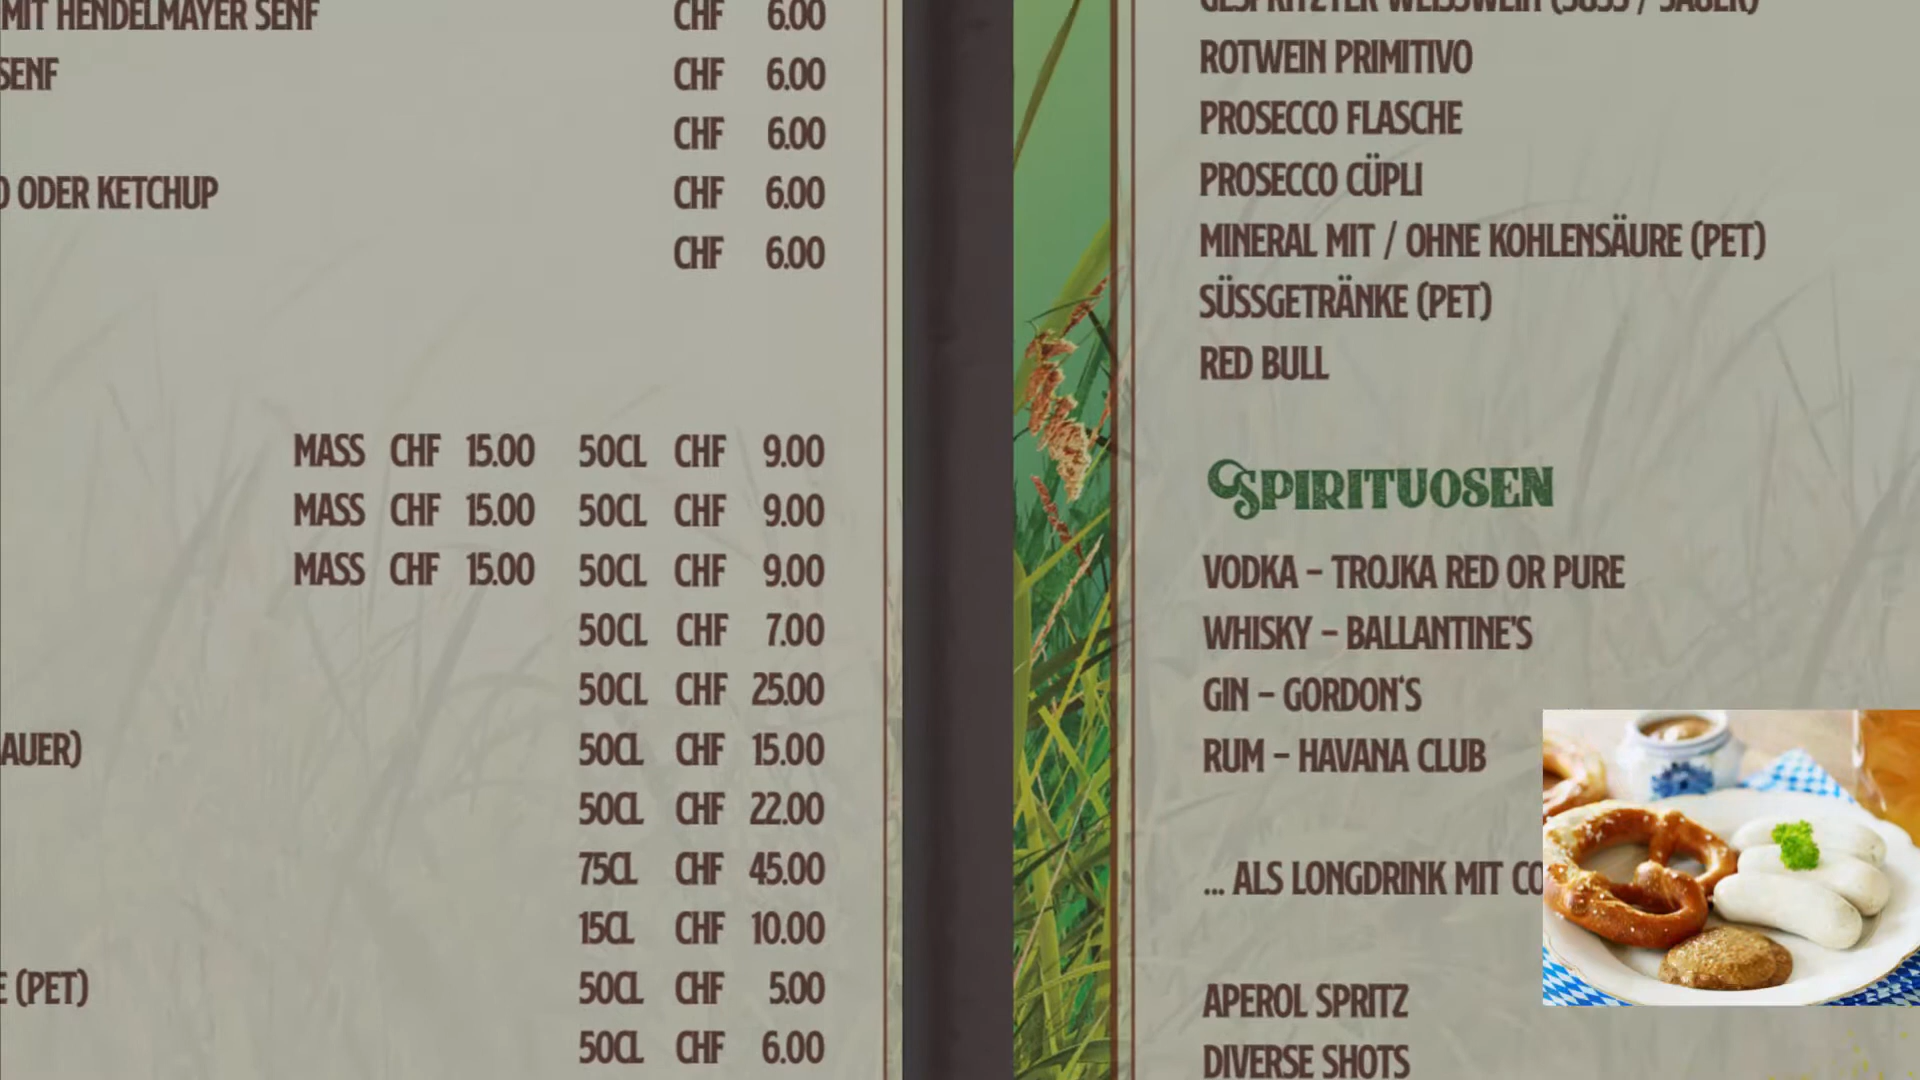 MIT HENDELMAYER SENF CHF 6.00
SENF CHF 6.00
CHF 6.00
ODER KETCHUP CHF 6.00
CHF 6.00
MASS CHF 15.00 50CL CHF 9.00
MASS CHF 15.00 50CL CHF 9.00
MASS CHF 15.00 50CL CHF 9.00
50CL CHF 7.00
50CL CHF 25.00
AUER) 50CL CHF 15.00
50CL CHF 22.00
75CL CHF 45.00
15CL CHF 10.00
E (PET) 50CL CHF 5.00
50CL CHF 6.00
GESPRITZTER WEISSWEIN (SÜSS / SAUER)
ROTWEIN PRIMITIVO
PROSECCO FLASCHE
PROSECCO CÜPLI
MINERAL MIT / OHNE KOHLENSÄURE (PET)
SÜSSGETRÄNKE (PET)
RED BULL
SPIRITUOSEN
VODKA – TROJKA RED OR PURE
WHISKY – BALLANTINE'S
GIN – GORDON'S
RUM – HAVANA CLUB
... ALS LONGDRINK MIT CO
APEROL SPRITZ
DIVERSE SHOTS